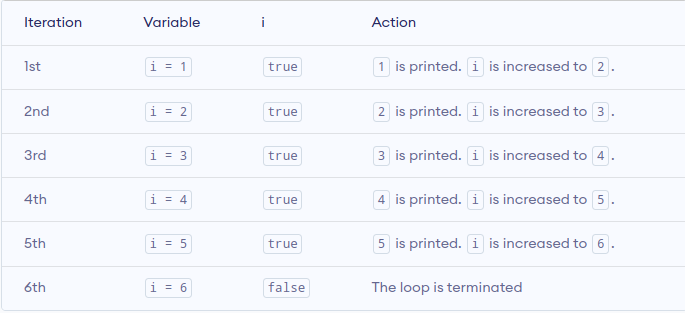 Iteration Variable i Action
1st i = 1 true 1 is printed. i is increased to 2.
2nd i = 2 true 2 is printed. i is increased to 3.
3rd i = 3 true 3 is printed. i is increased to 4.
4th i = 4 true 4 is printed. i is increased to 5.
5th i = 5 true 5 is printed. i is increased to 6.
6th i = 6 false The loop is terminated